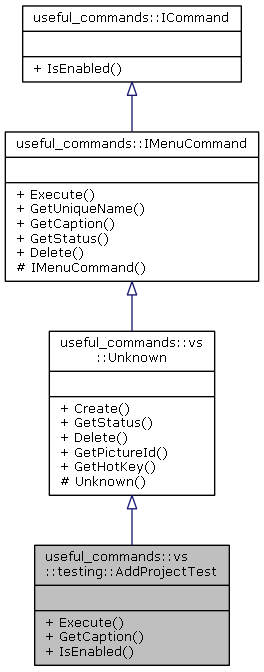 useful_commands::ICommand
+ IsEnabled()
useful_commands::IMenuCommand
+ Execute()
+ GetUniqueName()
+ GetCaption()
+ GetStatus()
+ Delete()
# IMenuCommand()
useful_commands::vs
::Unknown
+ Create()
+ GetStatus()
+ Delete()
+ GetPictureId()
+ GetHotKey()
# Unknown()
useful_commands::vs
::testing::AddProjectTest
+ Execute()
+ GetCaption()
+ IsEnabled()